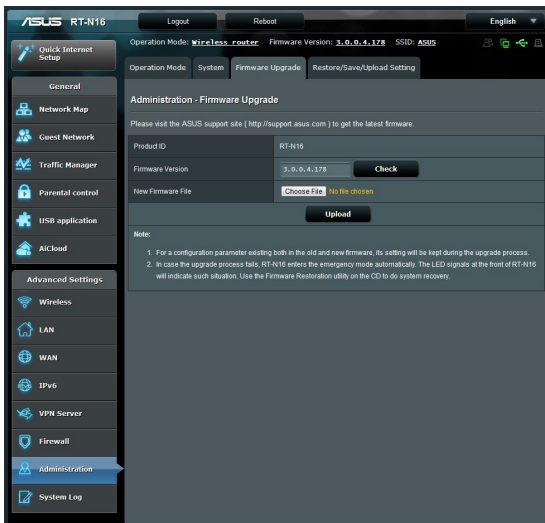 ASUS RT-N16 Logout Reboot English
Quick Internet Setup
General
Network Map
Guest Network
Traffic Manager
Parental control
USB application
AiCloud
Advanced Settings
Wireless
LAN
WAN
IPv6
VPN Server
Firewall
Administration
System Log
Operation Mode: Wireless router Firmware Version: 3.0.0.4.178 SSID: ASUS
Operation Mode System Firmware Upgrade Restore/Save/Upload Setting
Administration - Firmware Upgrade
Please visit the ASUS support site ( http://support.asus.com ) to get the latest firmware.
Product ID RT-N16
Firmware Version 3.0.0.4.178 Check
New Firmware File Choose File No file chosen
Upload
Note:
1. For a configuration parameter existing both in the old and new firmware, its setting will be kept during the upgrade process.
2. In case the upgrade process fails, RT-N16 enters the emergency mode automatically. The LED signals at the front of RT-N16
will indicate such situation. Use the Firmware Restoration utility on the CD to do system recovery.